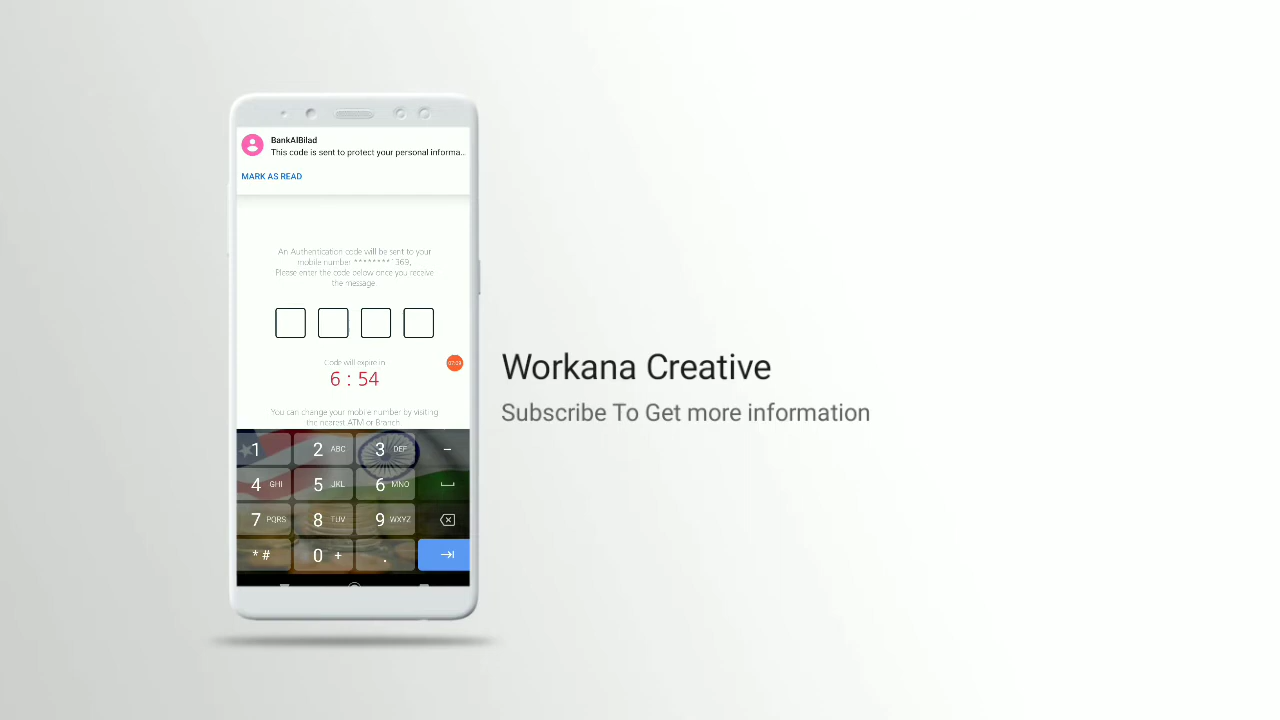 BankAlBilad
This code is sent to protect your personal informa..
MARK AS READ
An Authentication code will be sent to your
mobile number ********1369,
Please enter the code below once you receive
the message
Code will expire in
6 : 54
07:09
You can change your mobile number by visiting
the nearest ATM or Branch
1 2 ABC 3 DEF –
4 GHI 5 JKL 6 MNO
7 PQRS 8 TUV 9 WXYZ
*# 0 + .
Workana Creative
Subscribe To Get more information